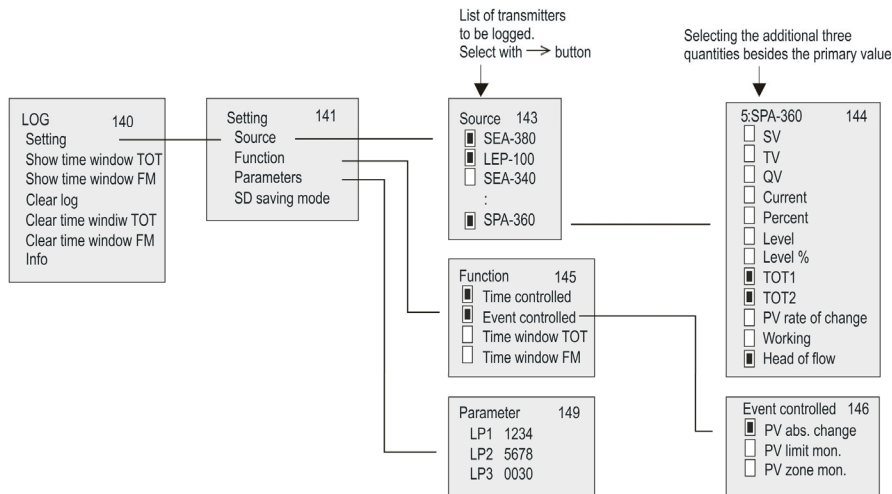 List of transmitters
to be logged.
Select with → button
Selecting the additional three
quantities besides the primary value
LOG 140
Setting
Show time window TOT
Show time window FM
Clear log
Clear time windiw TOT
Clear time window FM
Info
Setting 141
Source
Function
Parameters
SD saving mode
Source 143
SEA-380
LEP-100
SEA-340
:
SPA-360
5:SPA-360 144
SV
TV
QV
Current
Percent
Level
Level %
TOT1
TOT2
PV rate of change
Working
Head of flow
Function 145
Time controlled
Event controlled
Time window TOT
Time window FM
Parameter 149
LP1 1234
LP2 5678
LP3 0030
Event controlled 146
PV abs. change
PV limit mon.
PV zone mon.